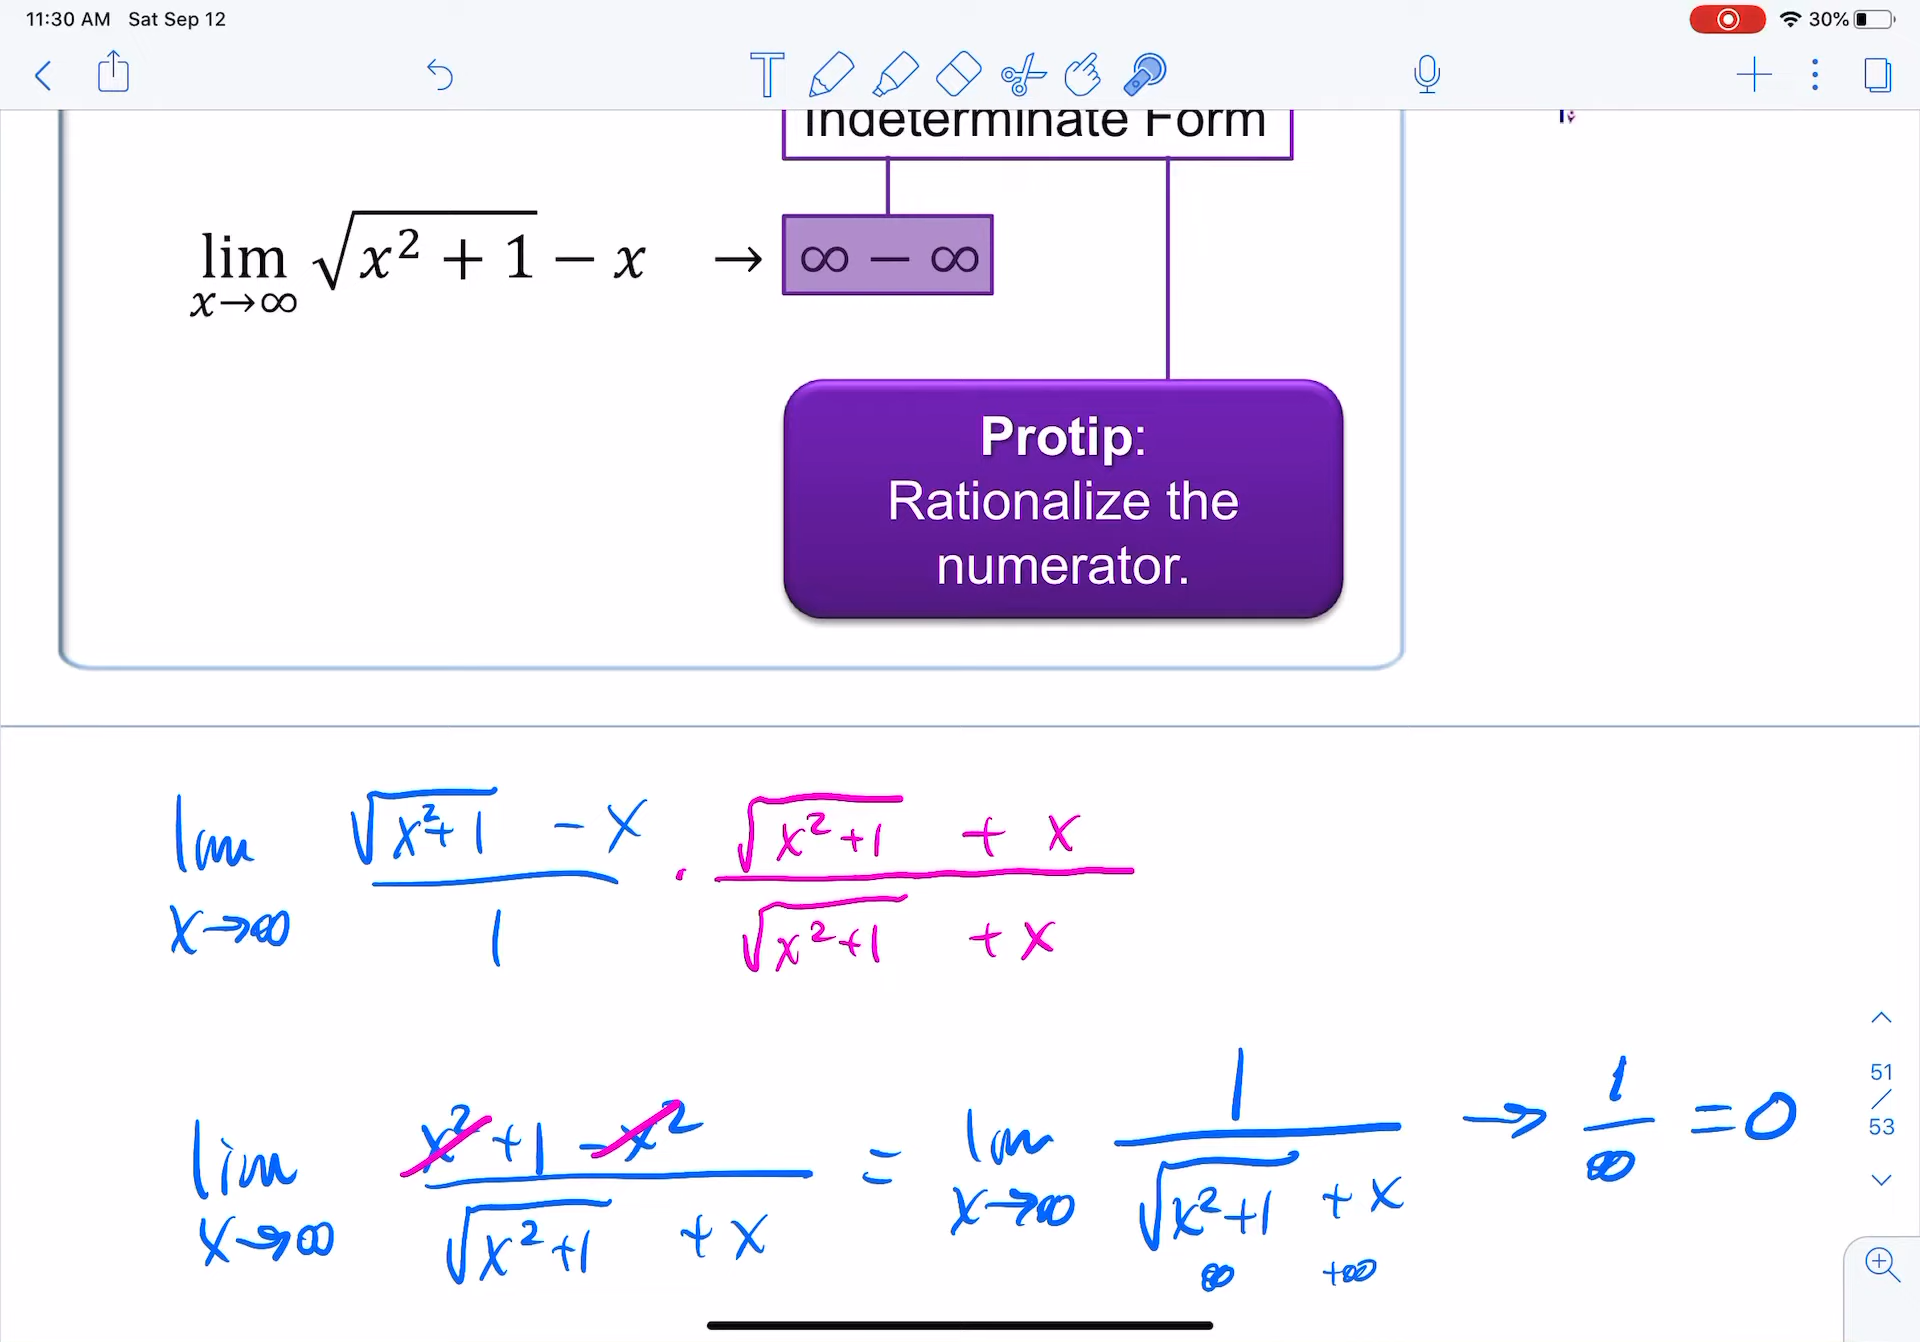 11:30 AM Sat Sep 12 30%
Indeterminate Form
lim x→∞ √(x² + 1) − x → ∞ − ∞
Protip:
Rationalize the
numerator.
lim x→∞ (√(x²+1) − x)/1 · (√(x²+1) + x)/(√(x²+1) + x)
lim x→∞ (x² + 1 − x²)/(√(x²+1) + x) = lim x→∞ 1/(√(x²+1) + x) → 1/∞ = 0
∞ +∞
51
/
53